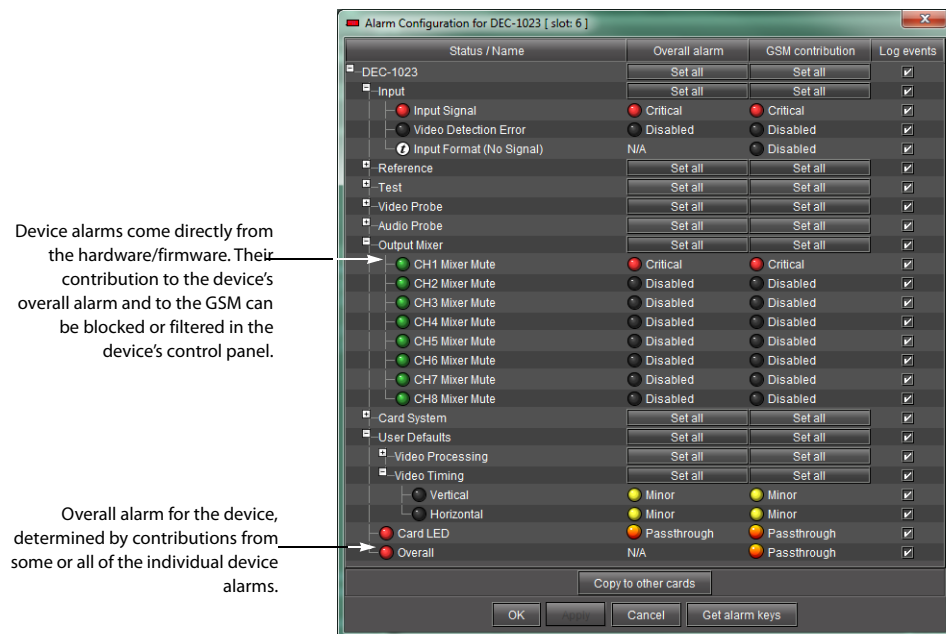 Alarm Configuration for DEC-1023 [ slot: 6 ]
Status / Name Overall alarm GSM contribution Log events
DEC-1023 Set all Set all
Input Set all Set all
Input Signal Critical Critical
Video Detection Error Disabled Disabled
Input Format (No Signal) N/A Disabled
Reference Set all Set all
Test Set all Set all
Video Probe Set all Set all
Audio Probe Set all Set all
Output Mixer Set all Set all
CH1 Mixer Mute Critical Critical
CH2 Mixer Mute Disabled Disabled
CH3 Mixer Mute Disabled Disabled
CH4 Mixer Mute Disabled Disabled
CH5 Mixer Mute Disabled Disabled
CH6 Mixer Mute Disabled Disabled
CH7 Mixer Mute Disabled Disabled
CH8 Mixer Mute Disabled Disabled
Card System Set all Set all
User Defaults Set all Set all
Video Processing Set all Set all
Video Timing Set all Set all
Vertical Minor Minor
Horizontal Minor Minor
Card LED Passthrough Passthrough
Overall N/A Passthrough
Copy to other cards
OK Apply Cancel Get alarm keys
Device alarms come directly from
the hardware/firmware. Their
contribution to the device's
overall alarm and to the GSM can
be blocked or filtered in the
device's control panel.
Overall alarm for the device,
determined by contributions from
some or all of the individual device
alarms.